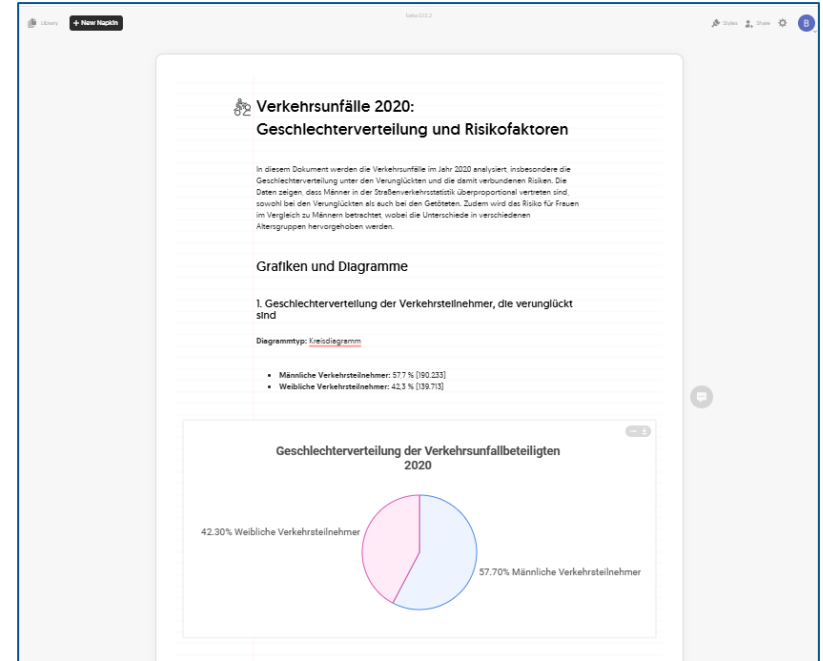 Library
+ New Napkin
Beta-0.13.2
Styles
Share
B
Verkehrsunfälle 2020:
Geschlechterverteilung und Risikofaktoren
In diesem Dokument werden die Verkehrsunfälle im Jahr 2020 analysiert, insbesondere die
Geschlechterverteilung unter den Verunglückten und die damit verbundenen Risiken. Die
Daten zeigen, dass Männer in der Straßenverkehrsstatistik überproportional vertreten sind,
sowohl bei den Verunglückten als auch bei den Getöteten. Zudem wird das Risiko für Frauen
im Vergleich zu Männern betrachtet, wobei die Unterschiede in verschiedenen
Altersgruppen hervorgehoben werden.
Grafiken und Diagramme
1. Geschlechterverteilung der Verkehrsteilnehmer, die verunglückt
sind
Diagrammtyp: Kreisdiagramm
• Männliche Verkehrsteilnehmer: 57,7 % (190.233)
• Weibliche Verkehrsteilnehmer: 42,3 % (139.713)
Geschlechterverteilung der Verkehrsunfallbeteiligten
2020
42.30% Weibliche Verkehrsteilnehmer
57.70% Männliche Verkehrsteilnehmer